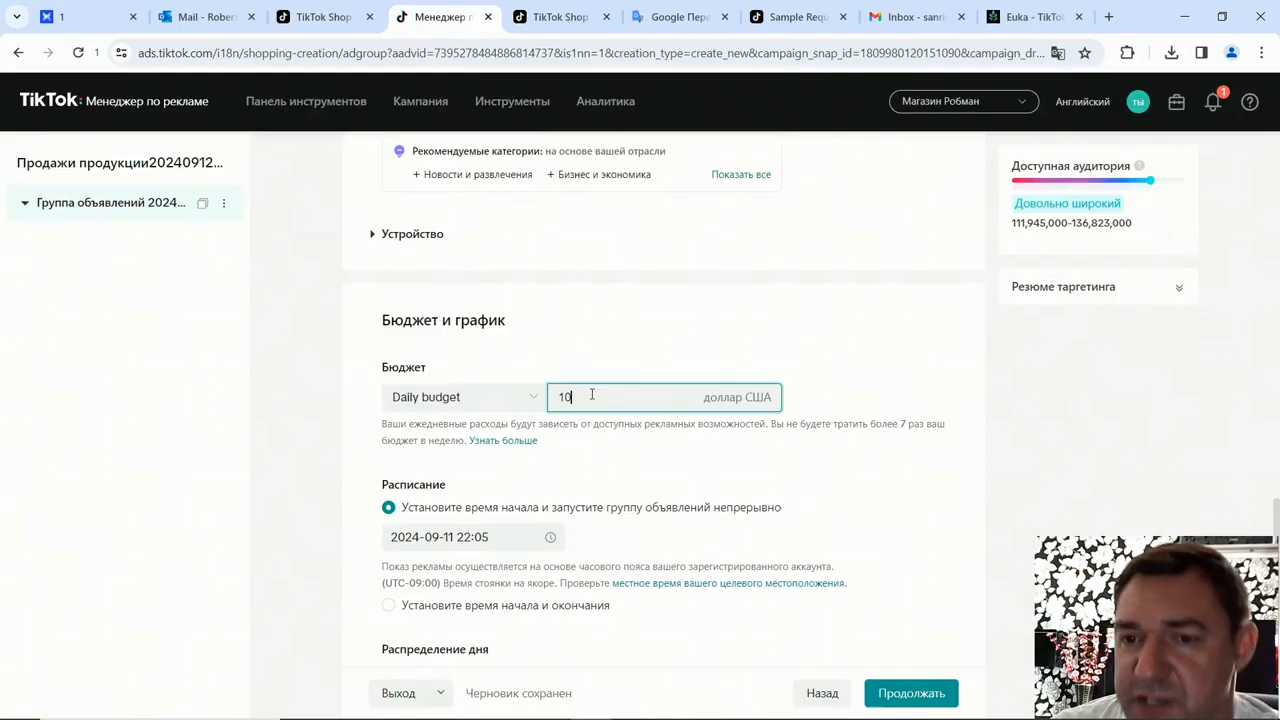 1
Mail - Rober
TikTok Shop
Менеджер п
TikTok Shop
Google Пере
Sample Requ
Inbox - sanri
Euka - TikTo
1
ads.tiktok.com/i18n/shopping-creation/adgroup?aadvid=7395278488486814737&is1nn=1&creation_type=create_new&campaign_snap_id=1809980120151090&campaign_dr...
TikTok: Менеджер по рекламе
Панель инструментов
Кампания
Инструменты
Аналитика
Магазин Робман
Английский
ты
1
Продажи продукции20240912...
Группа объявлений 2024...
Рекомендуемые категории: на основе вашей отрасли
+ Новости и развлечения
+ Бизнес и экономика
Показать все
Устройство
Доступная аудитория
Довольно широкий
111,945,000-136,823,000
Резюме таргетинга
Бюджет и график
Бюджет
Daily budget
10
доллар США
Ваши ежедневные расходы будут зависеть от доступных рекламных возможностей. Вы не будете тратить более 7 раз ваш
бюджет в неделю. Узнать больше
Расписание
Установите время начала и запустите группу объявлений непрерывно
2024-09-11 22:05
Показ рекламы осуществляется на основе часового пояса вашего зарегистрированного аккаунта.
(UTC-09:00) Время стоянки на якоре. Проверьте местное время вашего целевого местоположения.
Установите время начала и окончания
Распределение дня
Выход
Черновик сохранен
Назад
Продолжать